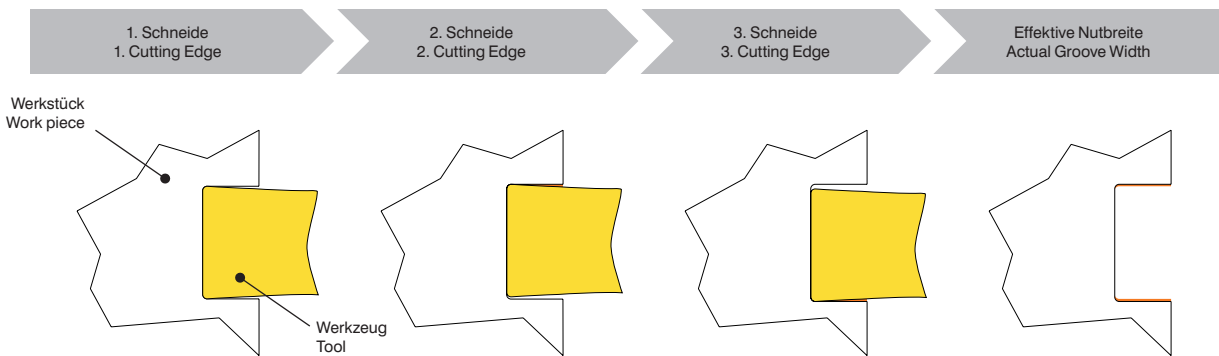 1. Schneide
1. Cutting Edge
2. Schneide
2. Cutting Edge
3. Schneide
3. Cutting Edge
Effektive Nutbreite
Actual Groove Width
Werkstück
Work piece
Werkzeug
Tool